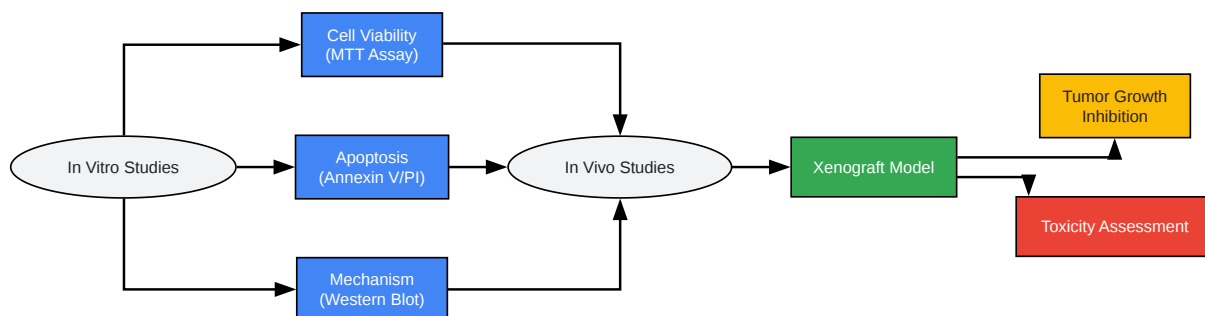 Cell Viability
(MTT Assay)
In Vitro Studies
Apoptosis
(Annexin V/PI)
Mechanism
(Western Blot)
In Vivo Studies
Xenograft Model
Tumor Growth
Inhibition
Toxicity Assessment